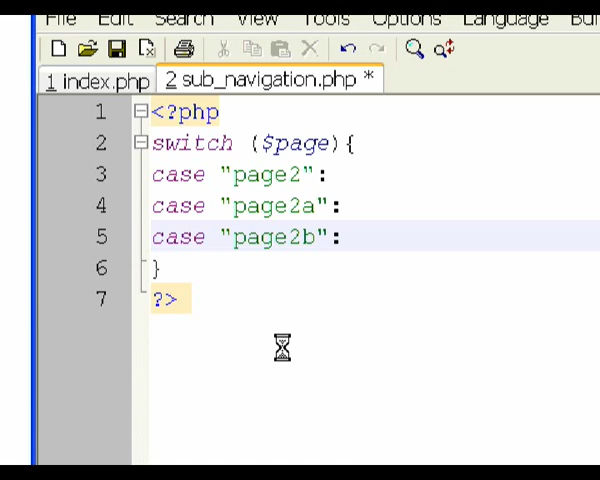 File Edit Search View Tools Options Language
1 index.php 2 sub_navigation.php *
1 <?php
2 switch ($page){
3 case "page2":
4 case "page2a":
5 case "page2b":
6 }
7 ?>